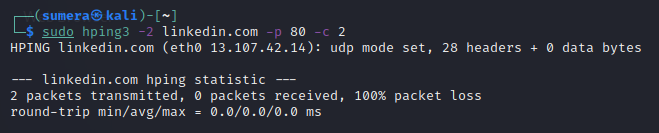 ┌──(sumera㉿kali)-[~]
└─$ sudo hping3 -2 linkedin.com -p 80 -c 2
HPING linkedin.com (eth0 13.107.42.14): udp mode set, 28 headers + 0 data bytes

--- linkedin.com hping statistic ---
2 packets transmitted, 0 packets received, 100% packet loss
round-trip min/avg/max = 0.0/0.0/0.0 ms